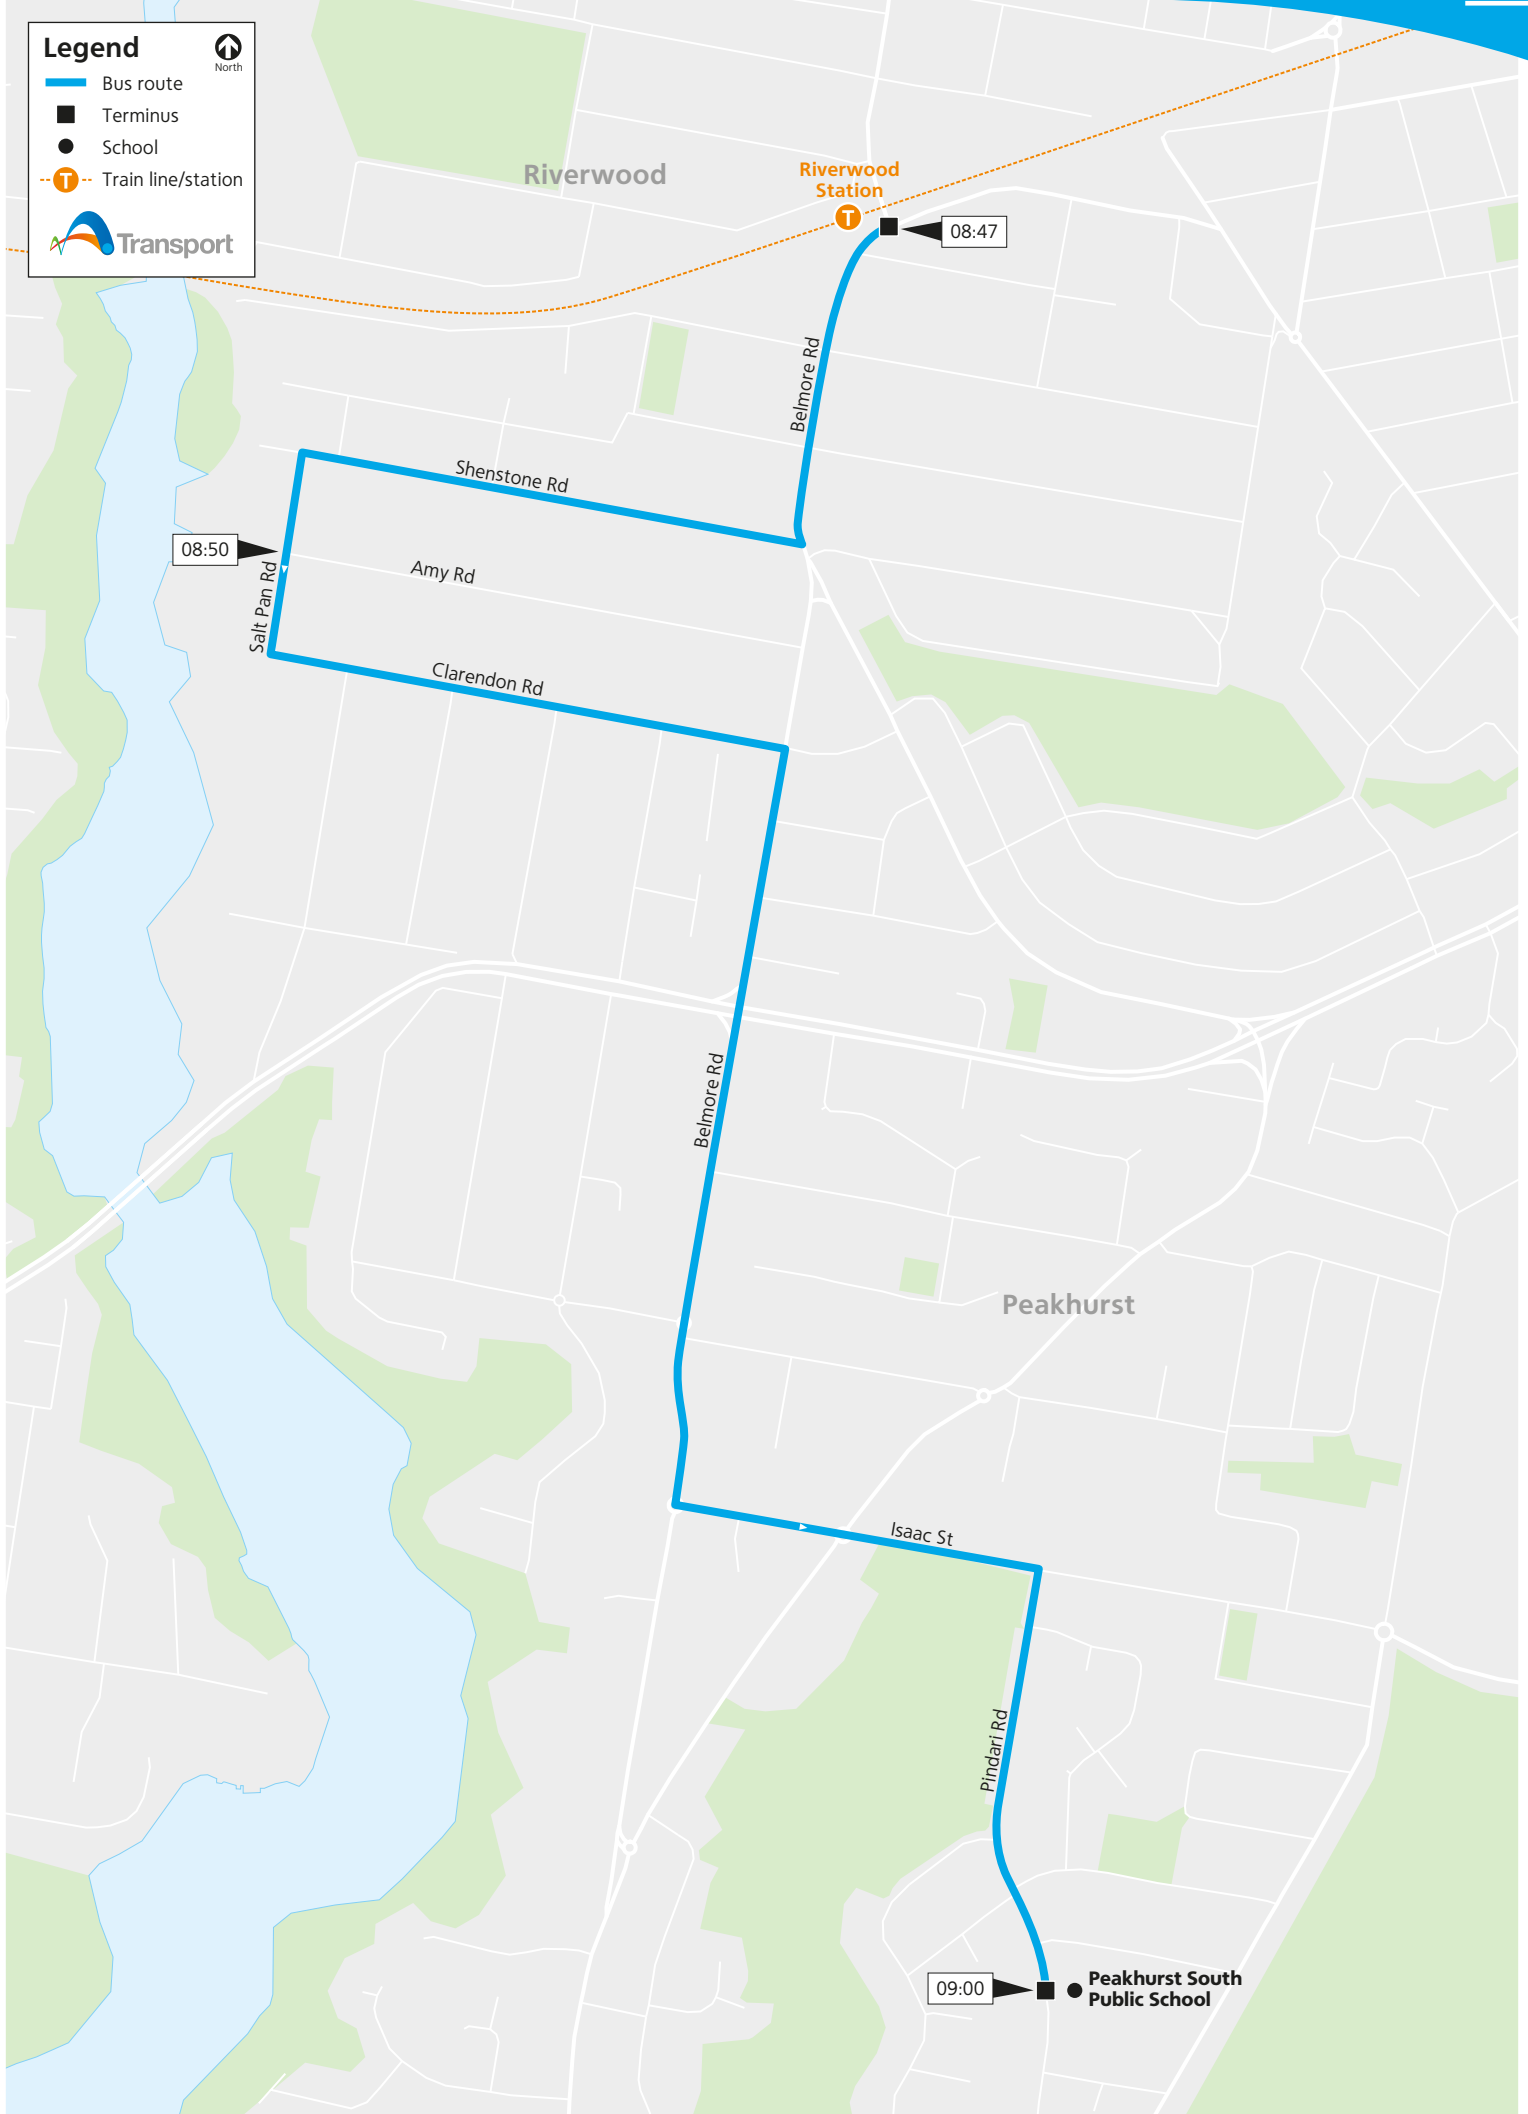 Legend
North
Bus route
Terminus
School
T
Train line/station
Transport
Riverwood
Riverwood
Station
T
08:47
Belmore Rd
Shenstone Rd
08:50
Amy Rd
Salt Pan Rd
Clarendon Rd
Belmore Rd
Peakhurst
Isaac St
Pindari Rd
09:00
Peakhurst South
Public School